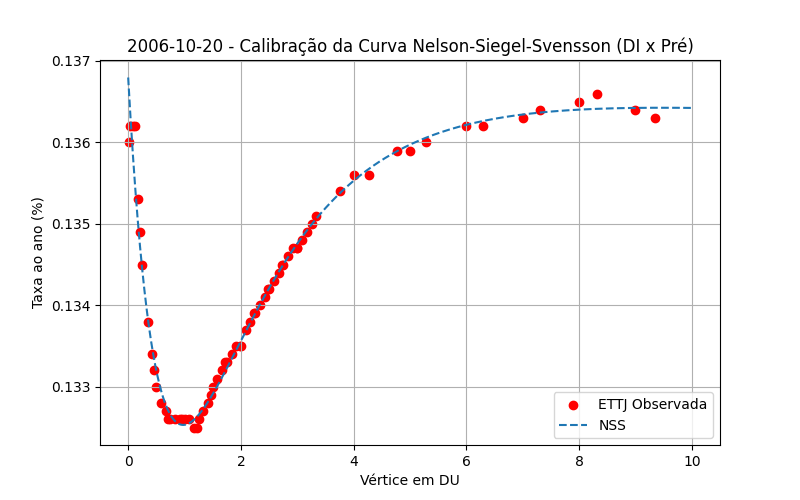 2006-10-20 - Calibração da Curva Nelson-Siegel-Svensson (DI x Pré)
0.137
0.136
0.135
0.134
0.133
Taxa ao ano (%)
ETTJ Observada
NSS
0 2 4 6 8 10
Vértice em DU